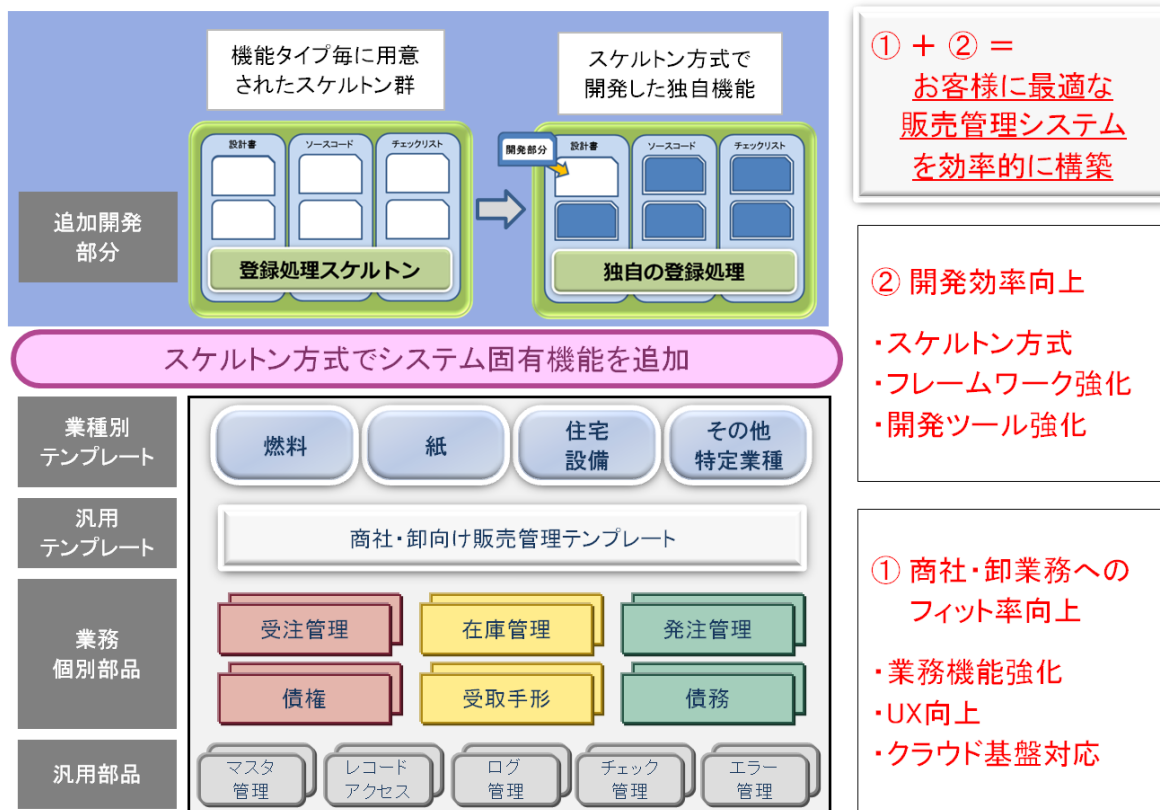 機能タイプ毎に用意
されたスケルトン群
スケルトン方式で
開発した独自機能
設計書
ソースコード
チェックリスト
登録処理スケルトン
開発部分
設計書
ソースコード
チェックリスト
独自の登録処理
追加開発
部分
スケルトン方式でシステム固有機能を追加
業種別
テンプレート
燃料
紙
住宅
設備
その他
特定業種
汎用
テンプレート
商社・卸向け販売管理テンプレート
業務
個別部品
受注管理
在庫管理
発注管理
債権
受取手形
債務
汎用部品
マスタ
管理
レコード
アクセス
ログ
管理
チェック
管理
エラー
管理
① + ② =
お客様に最適な
販売管理システム
を効率的に構築
② 開発効率向上
・スケルトン方式
・フレームワーク強化
・開発ツール強化
① 商社・卸業務への
フィット率向上
・業務機能強化
・UX向上
・クラウド基盤対応